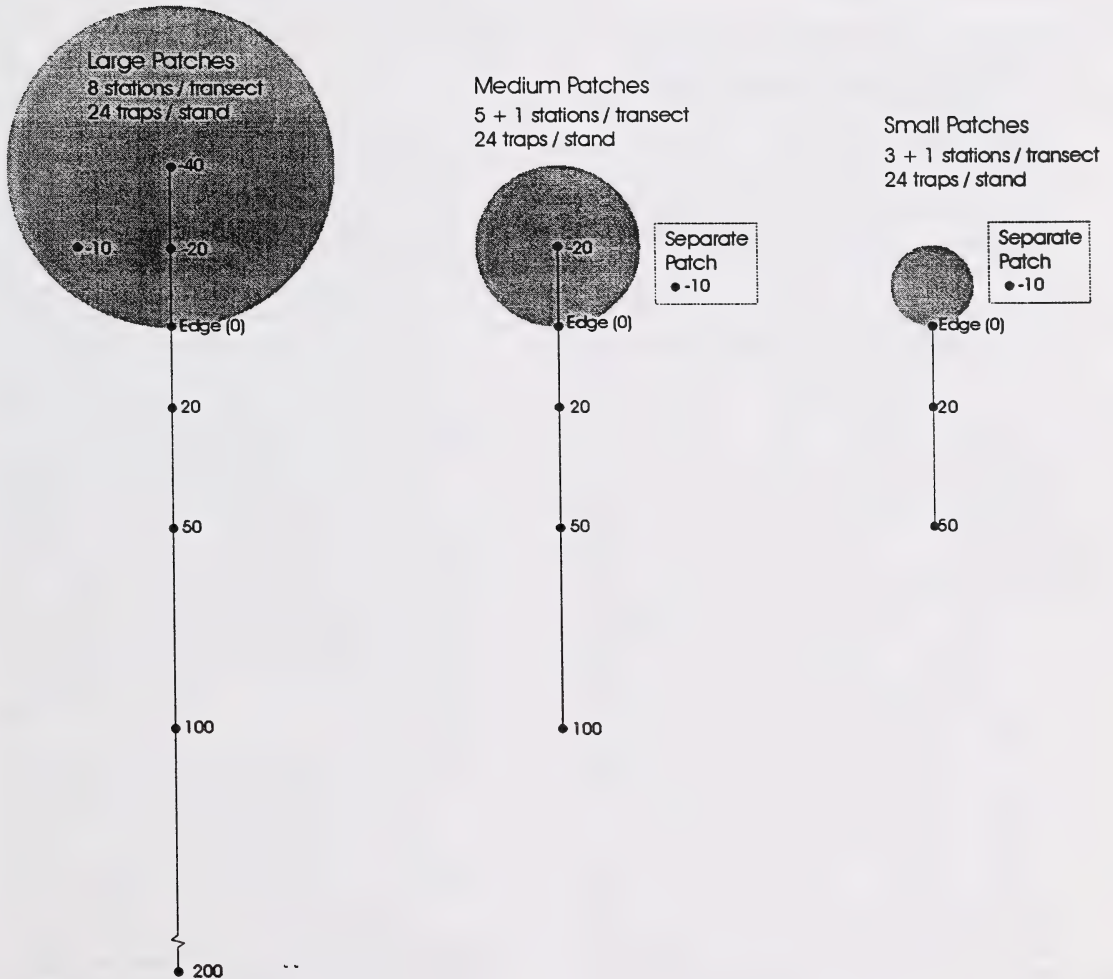 Large Patches
8 stations / transect
24 traps / stand
-40
-10
-20
Edge (0)
20
50
100
200
Medium Patches
5 + 1 stations / transect
24 traps / stand
-20
Separate
Patch
-10
Edge (0)
20
50
100
Small Patches
3 + 1 stations / transect
24 traps / stand
Separate
Patch
-10
Edge (0)
20
50